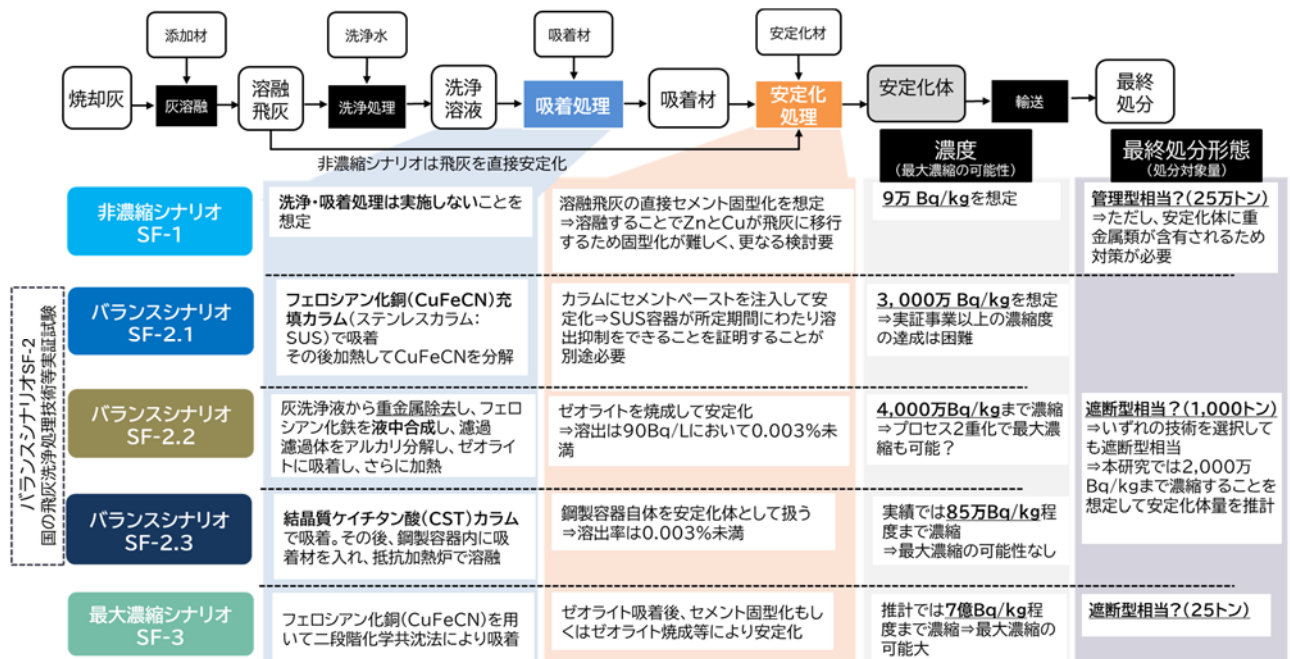 添加材
洗浄水
吸着材
安定化材
焼却灰
灰溶融
溶融
飛灰
洗浄処理
洗浄
溶液
吸着処理
吸着材
安定化
処理
安定化体
輸送
最終
処分
非濃縮シナリオは飛灰を直接安定化
濃度
(最大濃縮の可能性)
最終処分形態
(処分対象量)
非濃縮シナリオ
SF-1
洗浄・吸着処理は実施しないことを
想定
溶融飛灰の直接セメント固型化を想定
⇒溶融することでZnとCuが飛灰に移行
するため固型化が難しく、更なる検討要
9万 Bq/kgを想定
管理型相当?(25万トン)
⇒ただし、安定化体に重
金属類が含有されるため
対策が必要
バランスシナリオSF-2
国の飛灰洗浄処理技術等実証試験
バランスシナリオ
SF-2.1
フェロシアン化銅(CuFeCN)充
填カラム(ステンレスカラム:
SUS)で吸着
その後加熱してCuFeCNを分解
カラムにセメントペーストを注入して安
定化⇒SUS容器が所定期間にわたり溶
出抑制をできることを証明することが
別途必要
3,000万 Bq/kgを想定
⇒実証事業以上の濃縮度
の達成は困難
バランスシナリオ
SF-2.2
灰洗浄液から重金属除去し、フェロ
シアン化鉄を液中合成し、濾過
濾過体をアルカリ分解し、ゼオライ
トに吸着し、さらに加熱
ゼオライトを焼成して安定化
⇒溶出は90Bq/Lにおいて0.003%未
満
4,000万Bq/kgまで濃縮
⇒プロセス2重化で最大濃
縮も可能?
遮断型相当?(1,000トン)
⇒いずれの技術を選択して
も遮断型相当
⇒本研究では2,000万
Bq/kgまで濃縮することを
想定して安定化体量を推計
バランスシナリオ
SF-2.3
結晶質ケイチタン酸(CST)カラム
で吸着。その後、鋼製容器内に吸
着材を入れ、抵抗加熱炉で溶融
鋼製容器自体を安定化体として扱う
⇒溶出率は0.003%未満
実績では85万Bq/kg程
度まで濃縮
⇒最大濃縮の可能性なし
最大濃縮シナリオ
SF-3
フェロシアン化銅(CuFeCN)を用
いて二段階化学共沈法により吸着
ゼオライト吸着後、セメント固型化もし
くはゼオライト焼成等により安定化
推計では7億Bq/kg程
度まで濃縮⇒最大濃縮の
可能大
遮断型相当?(25トン)